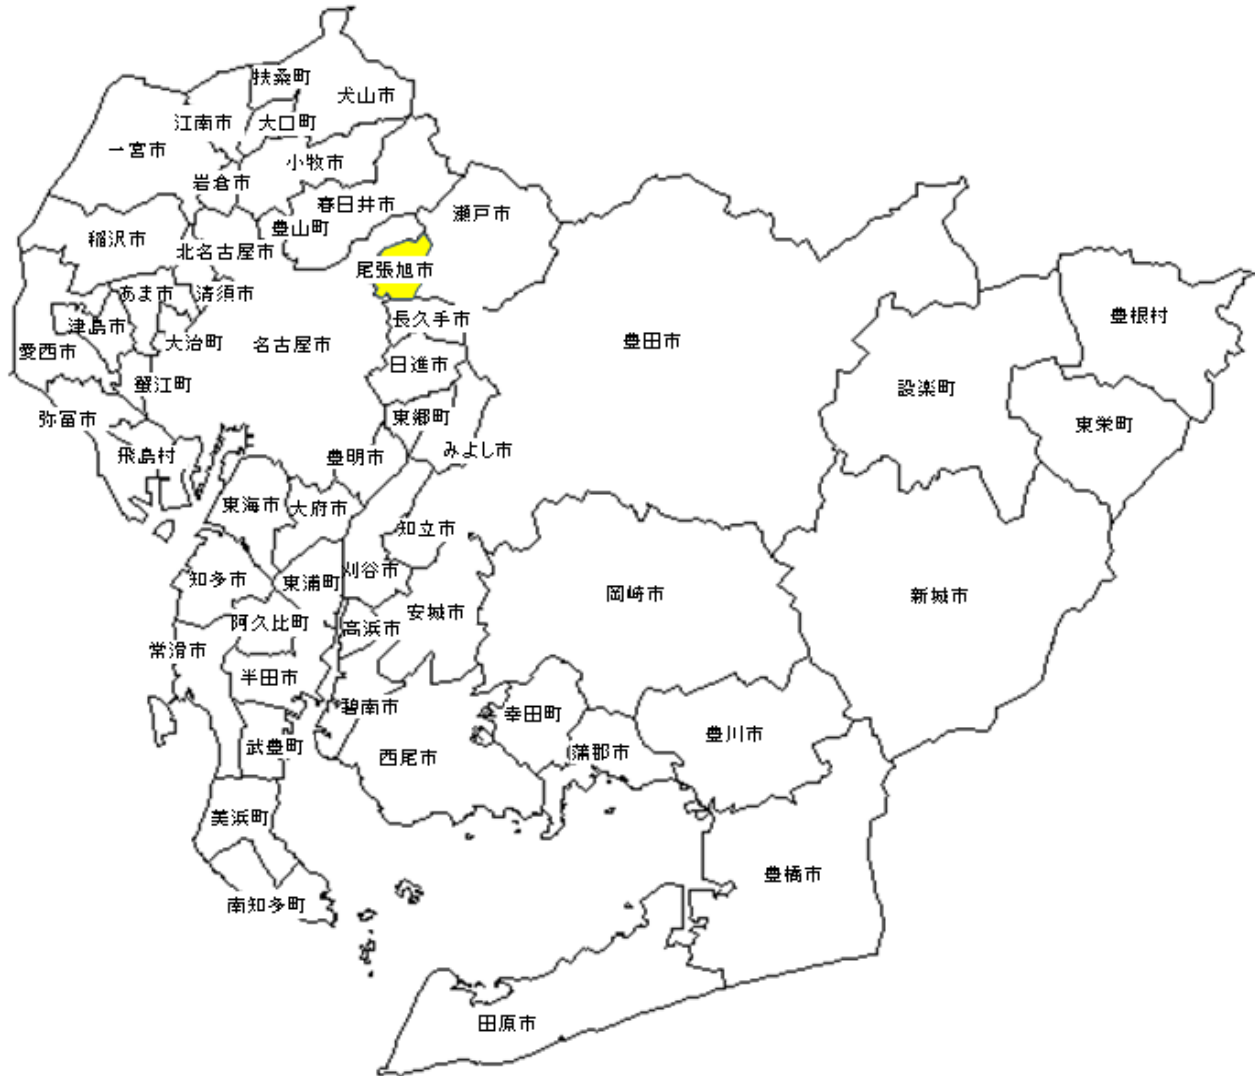 扶桑町
犬山市
江南市
大口町
一宮市
小牧市
岩倉市
春日井市
瀬戸市
豊山町
稲沢市
北名古屋市
尾張旭市
あま市
清須市
津島市
長久手市
豊根村
大治町
名古屋市
豊田市
愛西市
日進市
蟹江町
設楽町
弥冨市
東郷町
東栄町
みよし市
飛島村
豊明市
東海市
大府市
知立市
知多市
東浦町
刈谷市
岡崎市
新城市
安城市
阿久比町
高浜市
常滑市
半田市
碧南市
幸田町
豊川市
武豊町
西尾市
蒲郡市
美浜町
豊橋市
南知多町
田原市